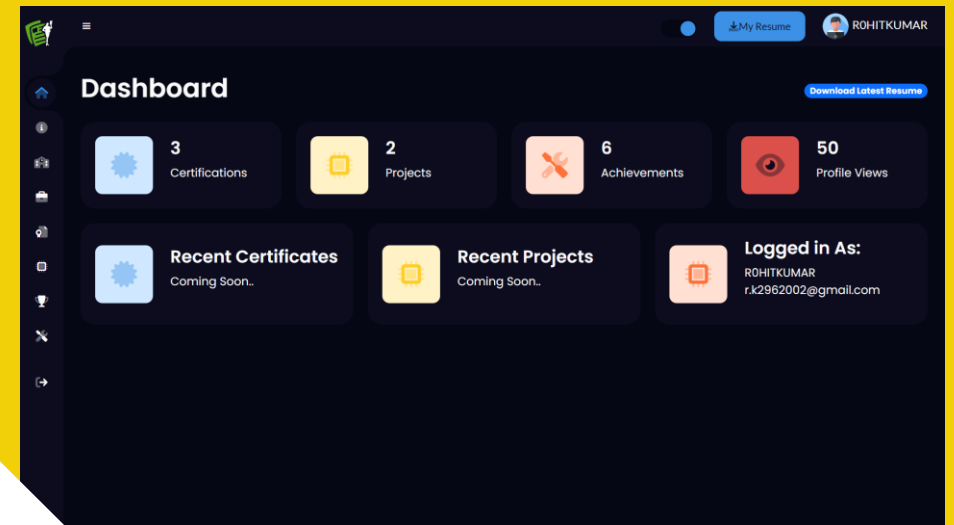 My Resume
R0HITKUMAR
Dashboard
Download Latest Resume
3
Certifications
2
Projects
6
Achievements
50
Profile Views
Recent Certificates
Coming Soon..
Recent Projects
Coming Soon..
Logged in As:
R0HITKUMAR
r.k2962002@gmail.com